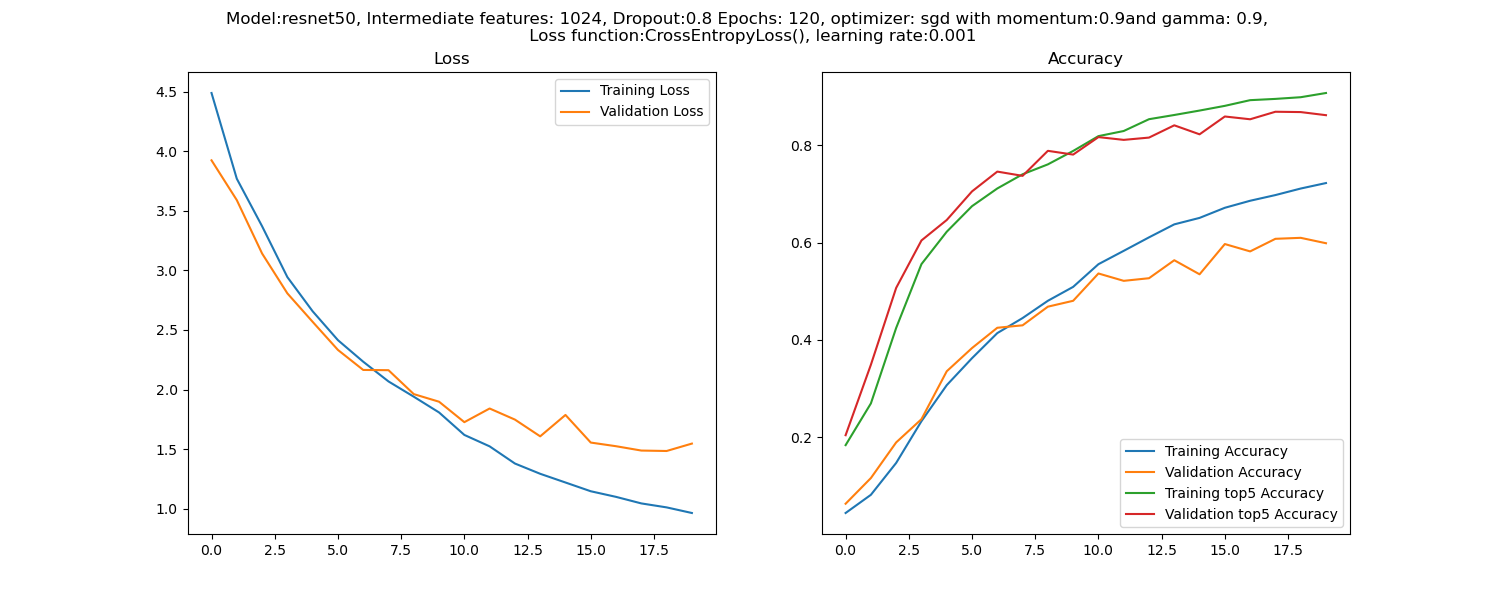 Model:resnet50, Intermediate features: 1024, Dropout:0.8 Epochs: 120, optimizer: sgd with momentum:0.9and gamma: 0.9,
Loss function:CrossEntropyLoss(), learning rate:0.001
Loss
Training Loss
Validation Loss
4.5
4.0
3.5
3.0
2.5
2.0
1.5
1.0
0.0 2.5 5.0 7.5 10.0 12.5 15.0 17.5
Accuracy
0.8
0.6
0.4
0.2
Training Accuracy
Validation Accuracy
Training top5 Accuracy
Validation top5 Accuracy
0.0 2.5 5.0 7.5 10.0 12.5 15.0 17.5